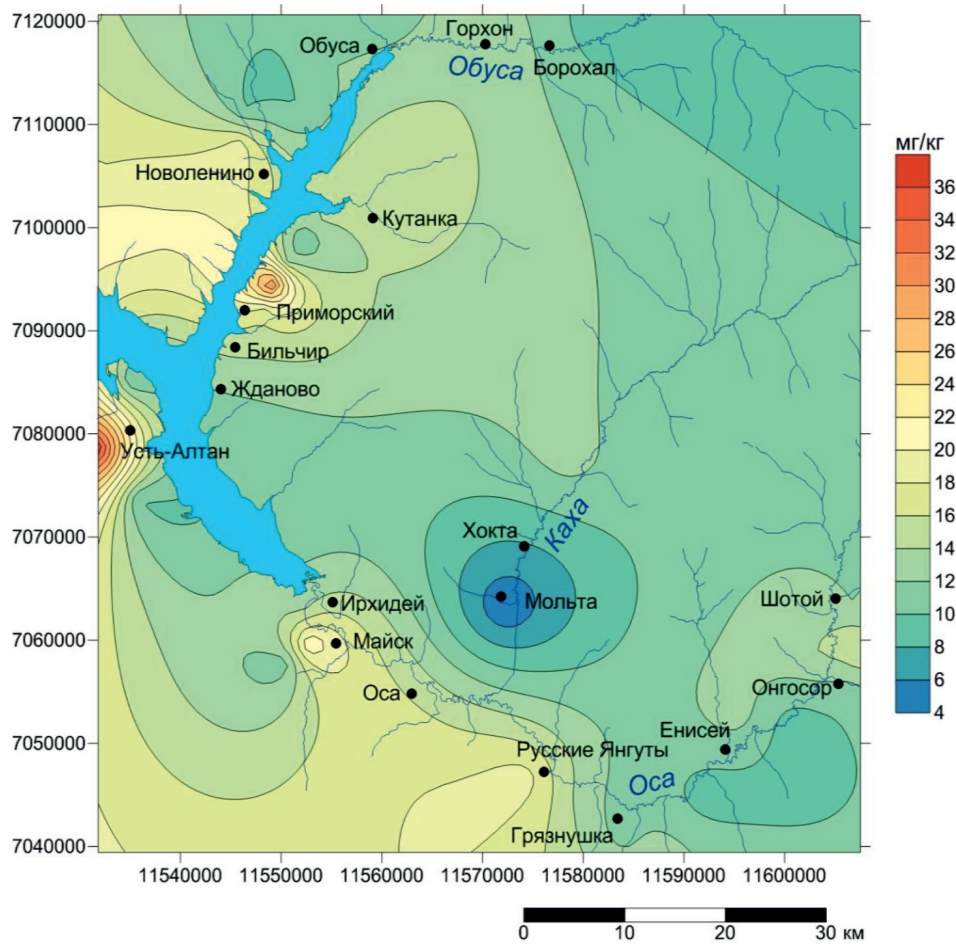 7120000
7110000
7100000
7090000
7080000
7070000
7060000
7050000
7040000
Обуса
Горхон
Обуса
Борохал
Новоленино
Кутанка
Приморский
Бильчир
Жданово
Усть-Алтан
Хокта
Каха
Мольта
Ирхидей
Майск
Оса
Шотой
Онгосор
Енисей
Русские Янгуты
Оса
Грязнушка
11540000 11550000 11560000 11570000 11580000 11590000 11600000
мг/кг
36
34
32
30
28
26
24
22
20
18
16
14
12
10
8
6
4
0 10 20 30 км